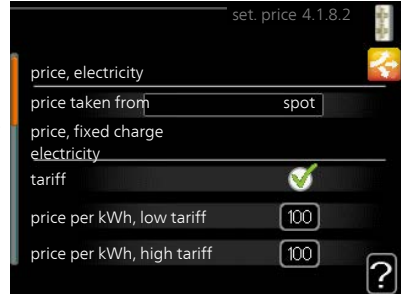 set. price 4.1.8.2
price, electricity
price taken from spot
price, fixed charge
electricity
tariff
price per kWh, low tariff 100
price per kWh, high tariff 100
?